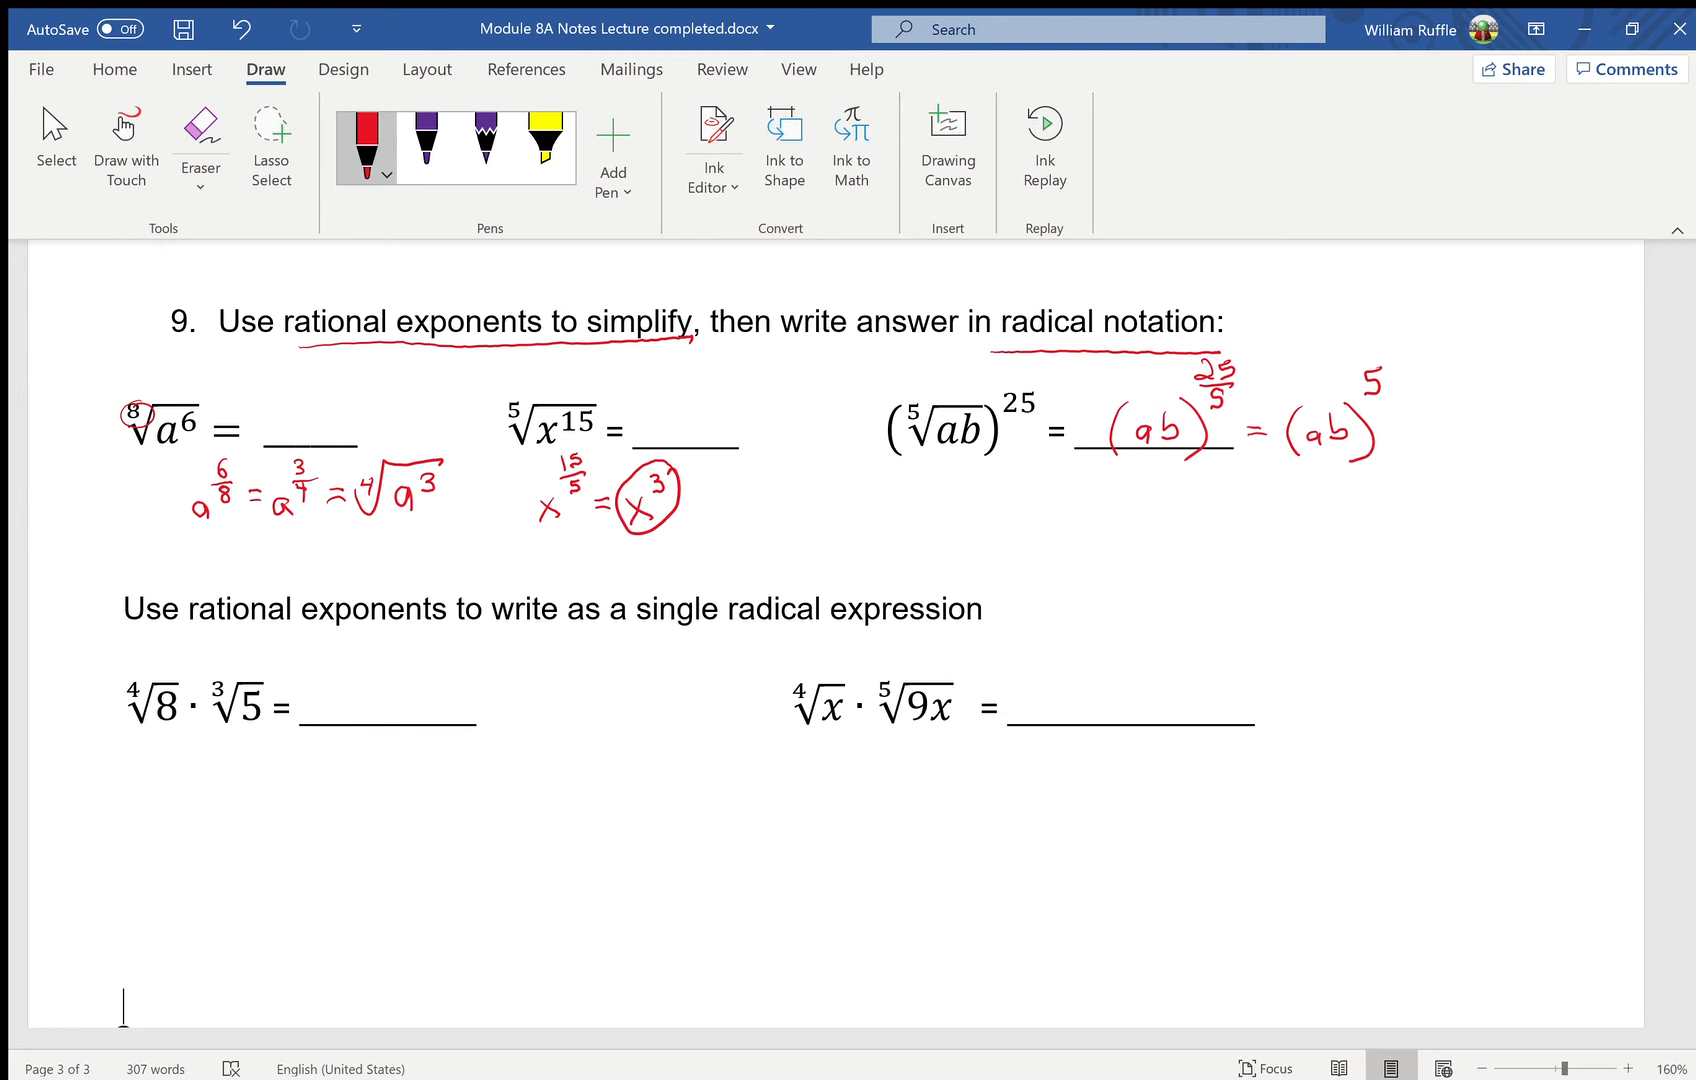 AutoSave Off Module 8A Notes Lecture completed.docx Search William Ruffle
File Home Insert Draw Design Layout References Mailings Review View Help Share Comments
Select Draw with Touch Eraser Lasso Select Add Pen Ink Editor Ink to Shape Ink to Math Drawing Canvas Ink Replay
Tools Pens Convert Insert Replay
9. Use rational exponents to simplify, then write answer in radical notation:
⁸√a⁶ = _____ ⁵√x¹⁵ = _____ (⁵√ab)²⁵ = (ab)^(25/5) = (ab)⁵
a^(6/8) = a^(3/4) = ⁴√a³ x^(15/5) = x³
Use rational exponents to write as a single radical expression
⁴√8 · ³√5 = _____ ⁴√x · ⁵√9x = _____
Page 3 of 3 307 words English (United States) Focus 160%